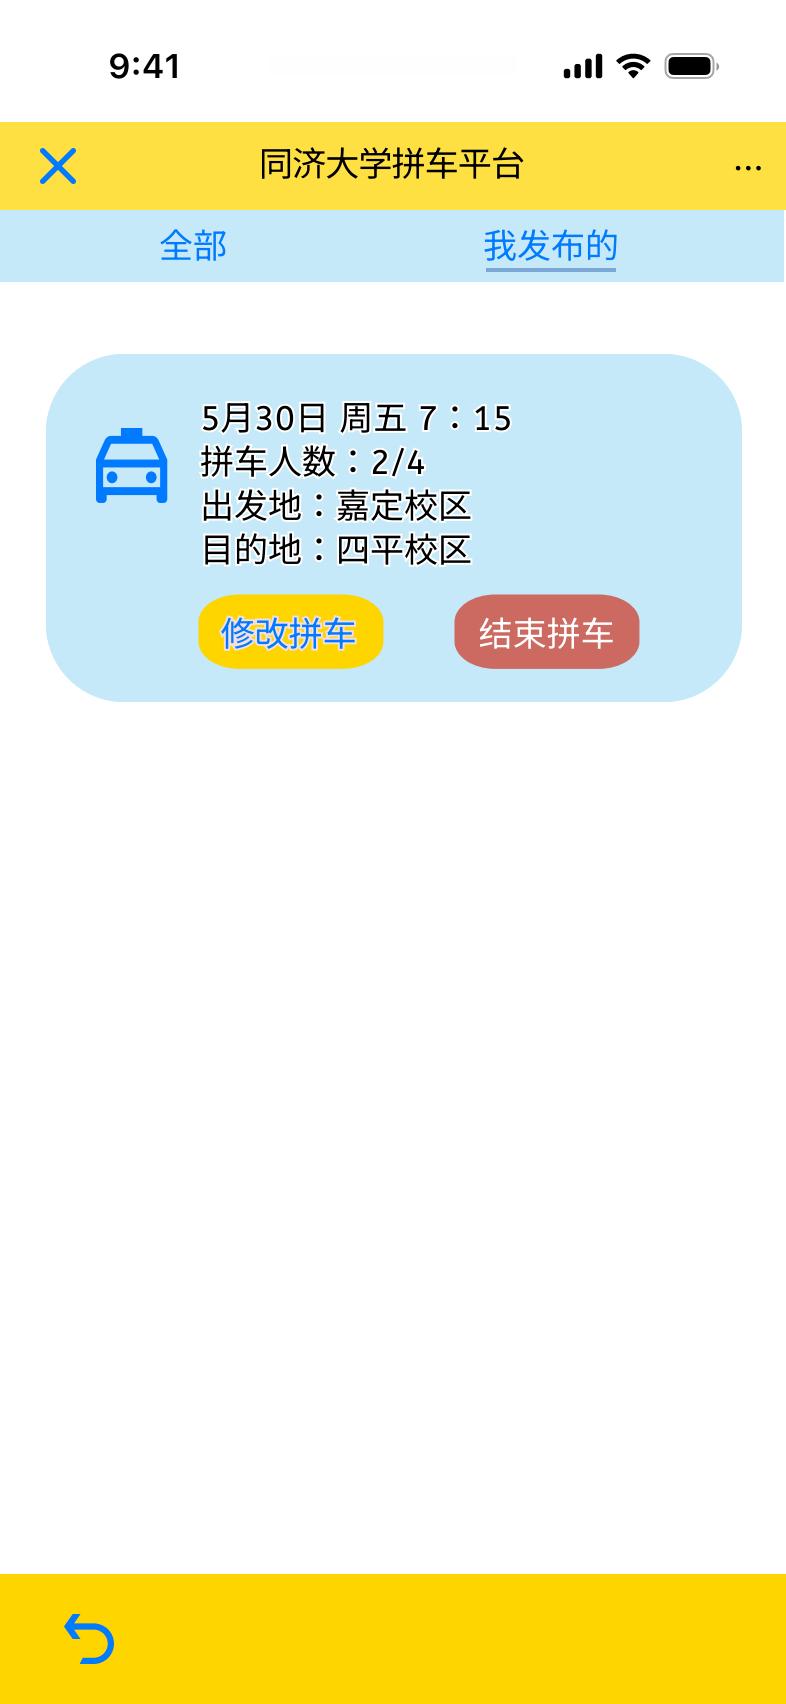 9:41
同济大学拼车平台
...
全部 我发布的
5月30日 周五 7：15
拼车人数：2/4
出发地：嘉定校区
目的地：四平校区
修改拼车 结束拼车